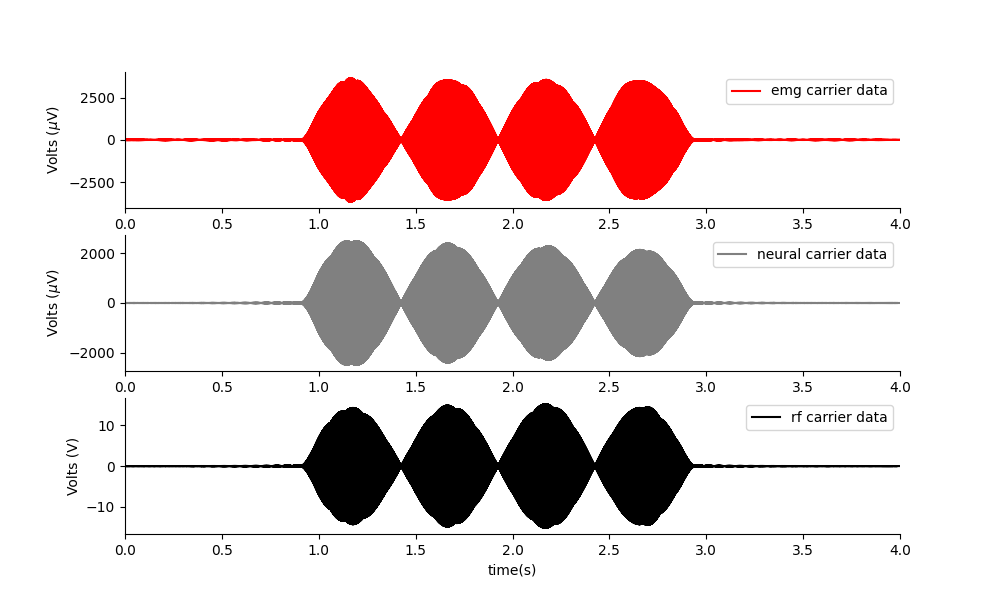 2500
0
−2500
Volts (μV)
emg carrier data
0.0 0.5 1.0 1.5 2.0 2.5 3.0 3.5 4.0
2000
0
−2000
Volts (μV)
neural carrier data
0.0 0.5 1.0 1.5 2.0 2.5 3.0 3.5 4.0
10
0
−10
Volts (V)
rf carrier data
0.0 0.5 1.0 1.5 2.0 2.5 3.0 3.5 4.0
time(s)